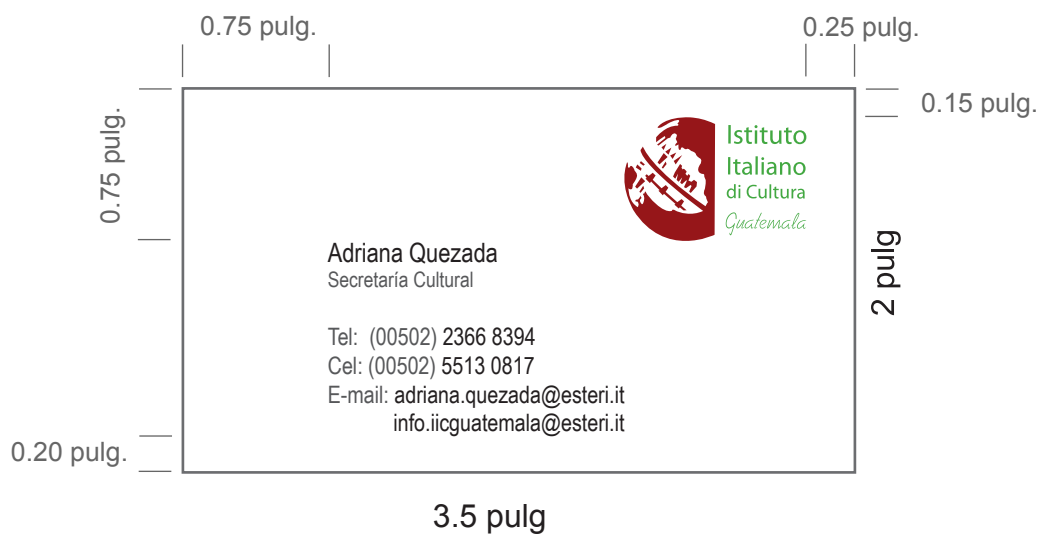 0.75 pulg.
0.25 pulg.
0.15 pulg.
0.75 pulg.
Istituto
Italiano
di Cultura
Guatemala
2 pulg
Adriana Quezada
Secretaría Cultural
Tel: (00502) 2366 8394
Cel: (00502) 5513 0817
E-mail: adriana.quezada@esteri.it
info.iicguatemala@esteri.it
0.20 pulg.
3.5 pulg